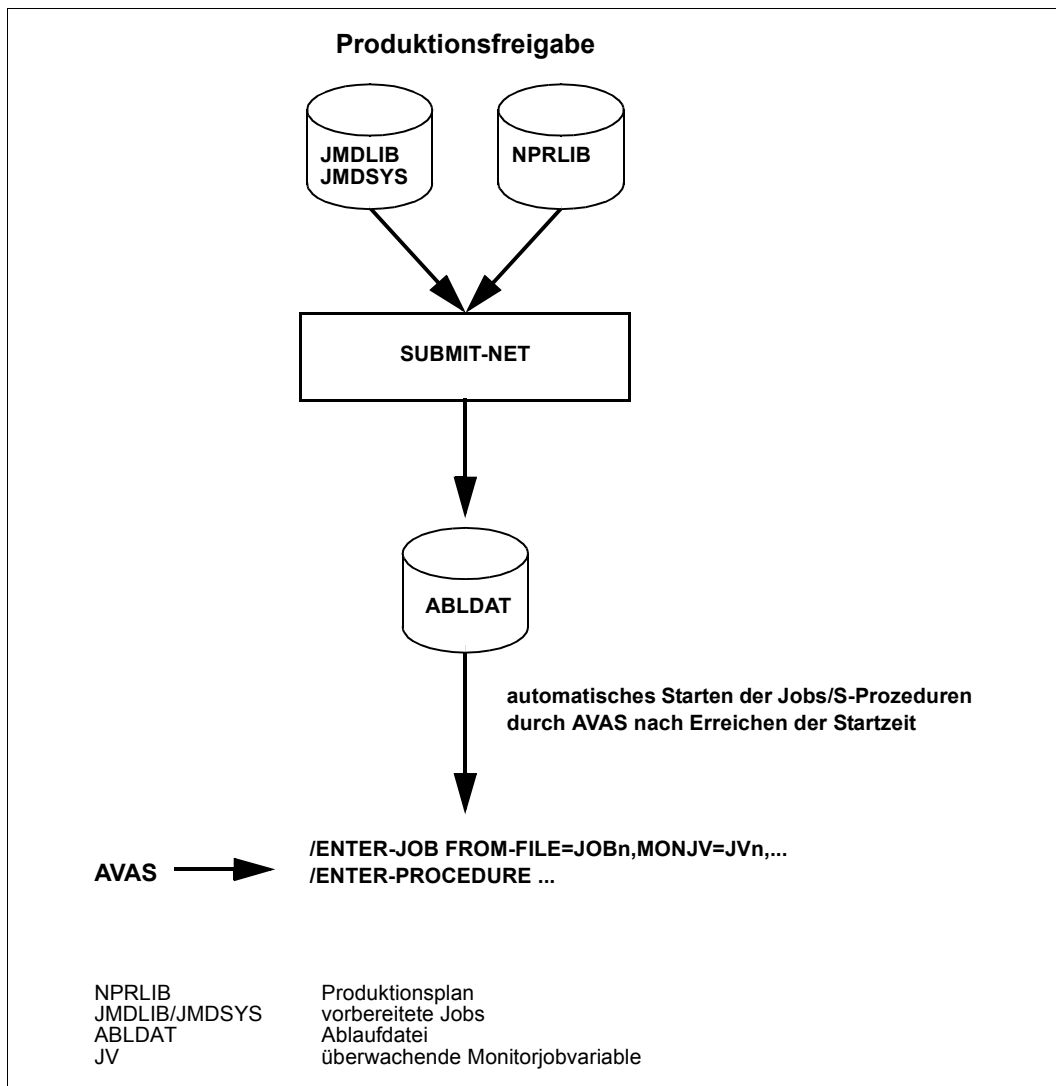 Produktionsfreigabe
JMDLIB
JMDSYS
NPRLIB
SUBMIT-NET
ABLDAT
automatisches Starten der Jobs/S-Prozeduren
durch AVAS nach Erreichen der Startzeit
/ENTER-JOB FROM-FILE=JOBn,MONJV=JVn,...
AVAS
/ENTER-PROCEDURE ...
NPRLIB Produktionsplan
JMDLIB/JMDSYS vorbereitete Jobs
ABLDAT Ablaufdatei
JV überwachende Monitorjobvariable